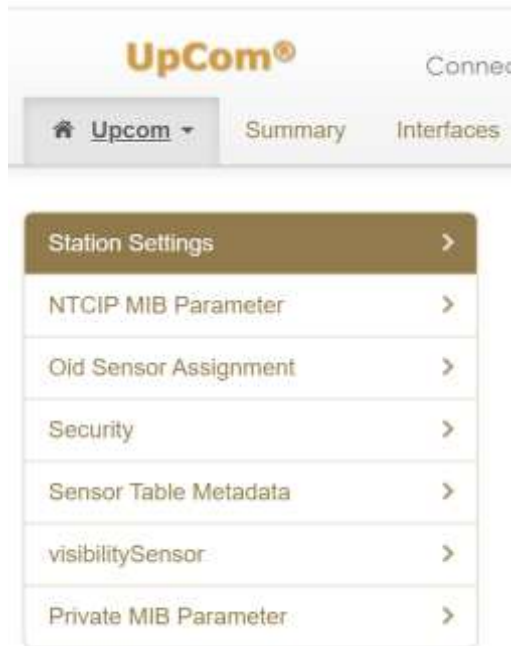 UpCom®
Connec
Upcom
Summary
Interfaces
Station Settings
NTCIP MIB Parameter
Oid Sensor Assignment
Security
Sensor Table Metadata
visibilitySensor
Private MIB Parameter